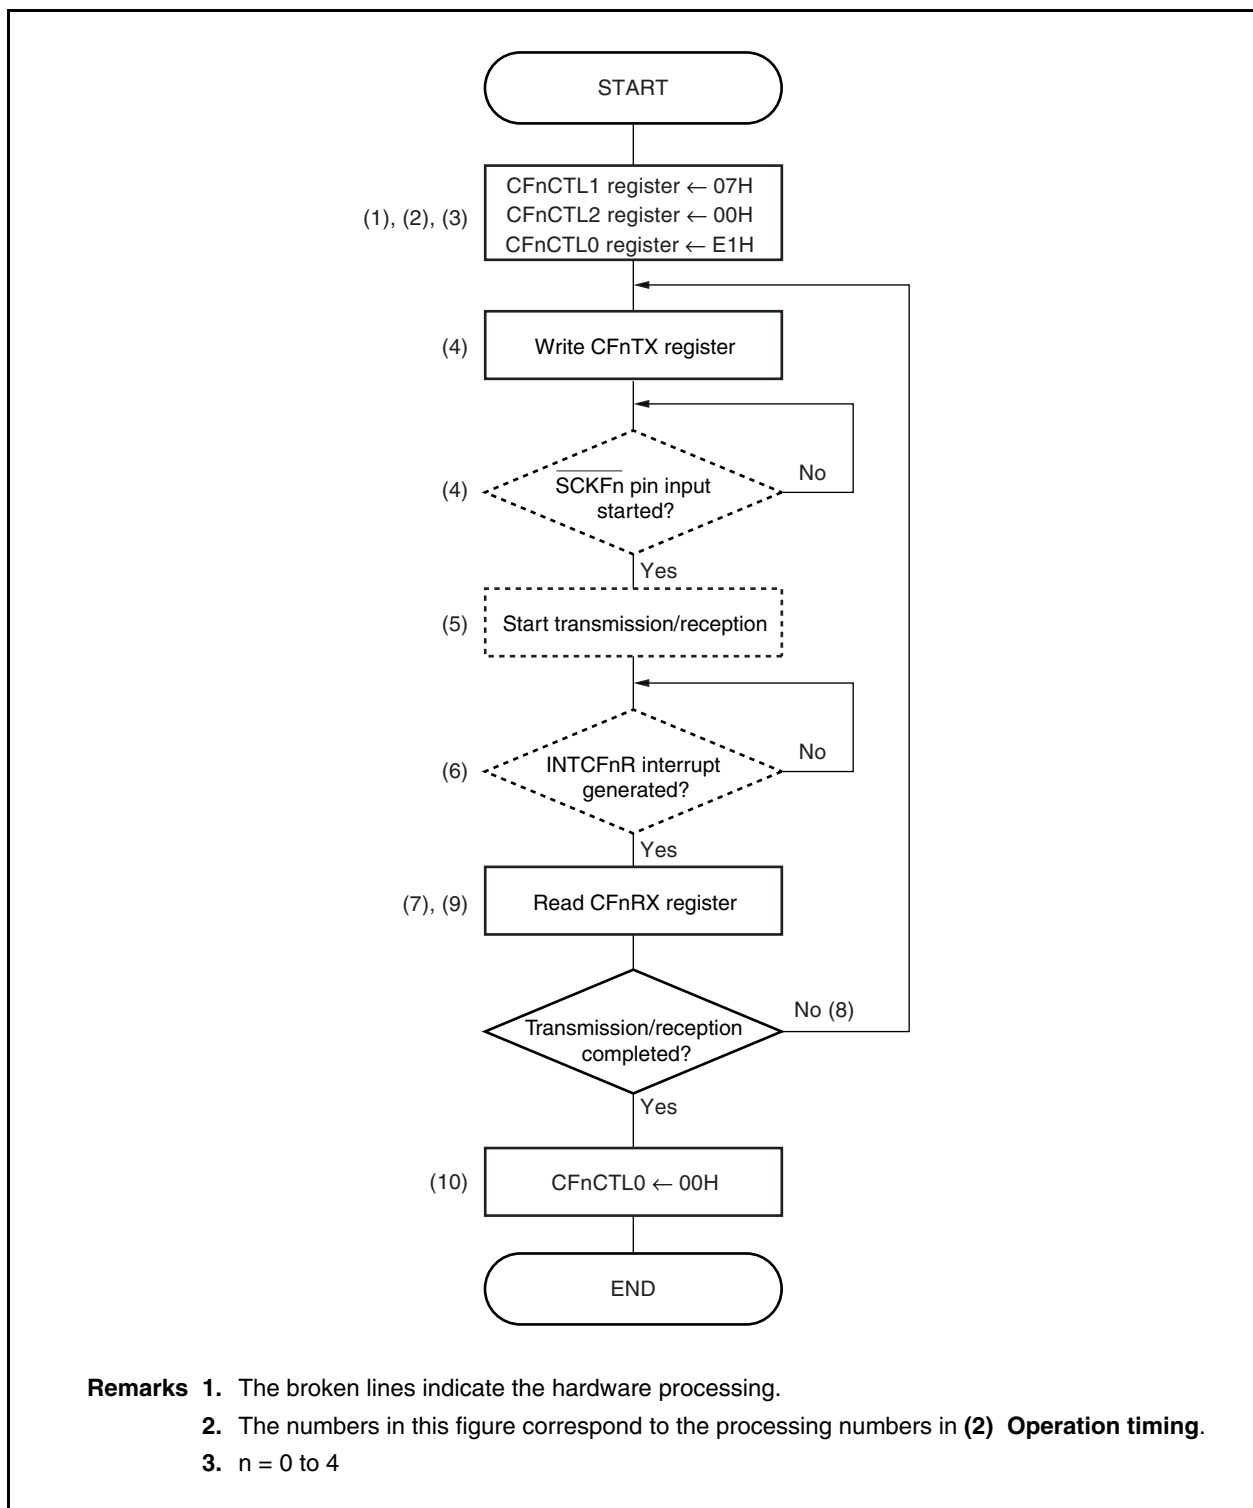 START
(1), (2), (3)
CFnCTL1 register ← 07H
CFnCTL2 register ← 00H
CFnCTL0 register ← E1H
(4)
Write CFnTX register
(4)
SCKFn pin input
started?
No
Yes
(5)
Start transmission/reception
(6)
INTCFnR interrupt
generated?
No
Yes
(7), (9)
Read CFnRX register
Transmission/reception
completed?
No (8)
Yes
(10)
CFnCTL0 ← 00H
END
Remarks 1. The broken lines indicate the hardware processing.
2. The numbers in this figure correspond to the processing numbers in (2) Operation timing.
3. n = 0 to 4